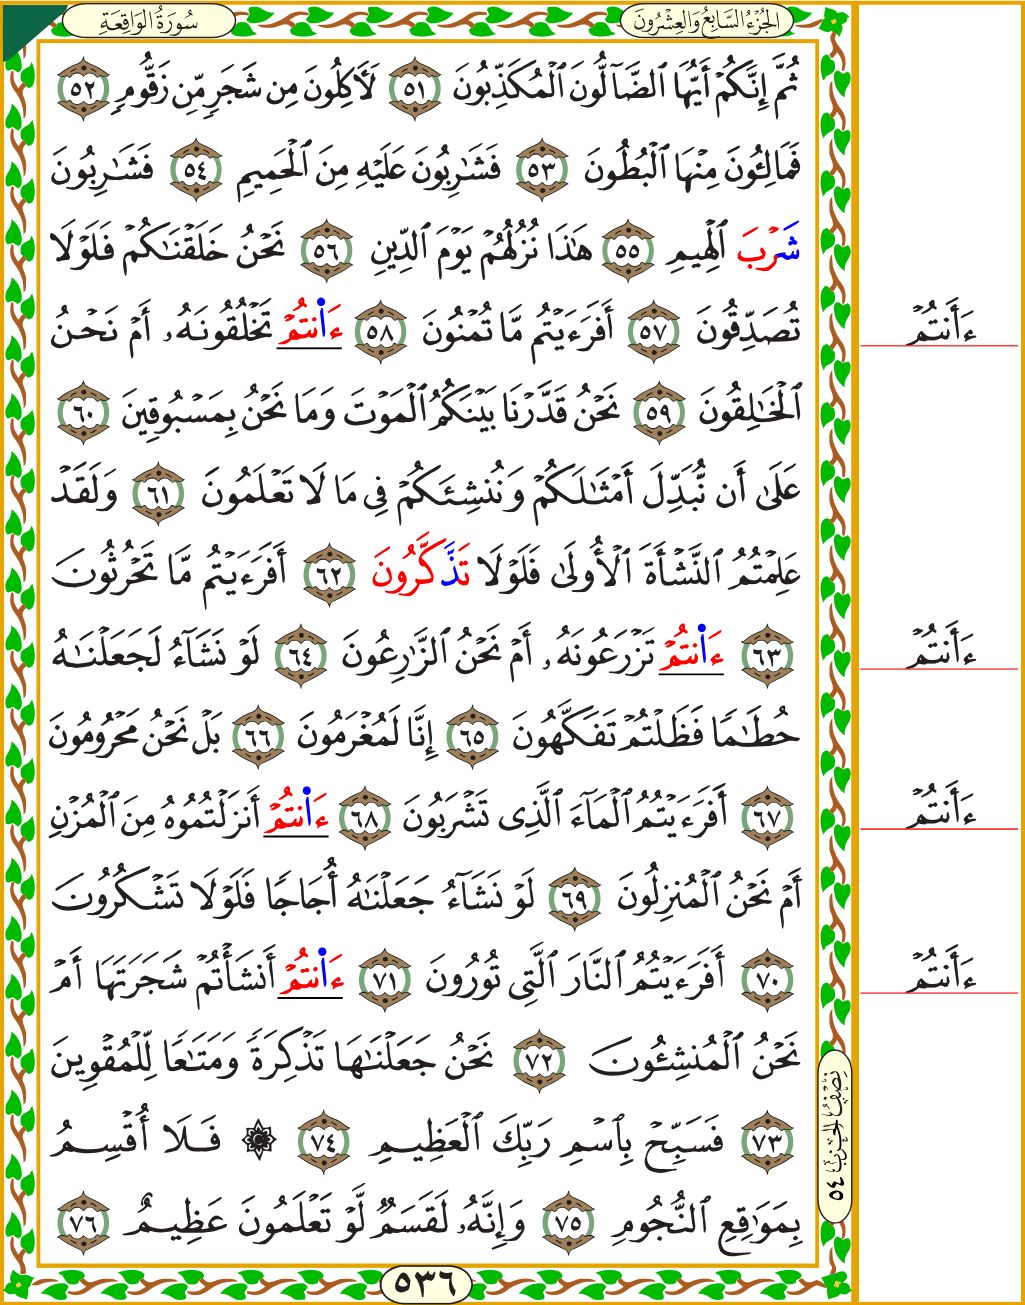 الجُزْءُ السَّابِعُ وَالعِشْرُونَ
سُورَةُ الوَاقِعَةِ
ثُمَّ إِنَّكُمْ أَيُّهَا ٱلضَّآلُّونَ ٱلْمُكَذِّبُونَ ٥١ لَأٓكِلُونَ مِن شَجَرٍ مِّن زَقُّومٍ ٥٢
فَمَالِـُٔونَ مِنْهَا ٱلْبُطُونَ ٥٣ فَشَٰرِبُونَ عَلَيْهِ مِنَ ٱلْحَمِيمِ ٥٤ فَشَٰرِبُونَ
شَرْبَ ٱلْهِيمِ ٥٥ هَٰذَا نُزُلُهُمْ يَوْمَ ٱلدِّينِ ٥٦ نَحْنُ خَلَقْنَٰكُمْ فَلَوْلَا
تُصَدِّقُونَ ٥٧ أَفَرَءَيْتُم مَّا تُمْنُونَ ٥٨ ءَا۬نتُمْ تَخْلُقُونَهُۥ أَمْ نَحْنُ
ءَأَنتُمْ
ٱلْخَٰلِقُونَ ٥٩ نَحْنُ قَدَّرْنَا بَيْنَكُمُ ٱلْمَوْتَ وَمَا نَحْنُ بِمَسْبُوقِينَ ٦٠
عَلَىٰ أَن نُّبَدِّلَ أَمْثَٰلَكُمْ وَنُنشِئَكُمْ فِى مَا لَا تَعْلَمُونَ ٦١ وَلَقَدْ
عَلِمْتُمُ ٱلنَّشْأَةَ ٱلْأُولَىٰ فَلَوْلَا تَذَّكَّرُونَ ٦٢ أَفَرَءَيْتُم مَّا تَحْرُثُونَ
٦٣ ءَا۬نتُمْ تَزْرَعُونَهُۥ أَمْ نَحْنُ ٱلزَّٰرِعُونَ ٦٤ لَوْ نَشَآءُ لَجَعَلْنَٰهُ
ءَأَنتُمْ
حُطَٰمًا فَظَلْتُمْ تَفَكَّهُونَ ٦٥ إِنَّا لَمُغْرَمُونَ ٦٦ بَلْ نَحْنُ مَحْرُومُونَ
٦٧ أَفَرَءَيْتُمُ ٱلْمَآءَ ٱلَّذِى تَشْرَبُونَ ٦٨ ءَا۬نتُمْ أَنزَلْتُمُوهُ مِنَ ٱلْمُزْنِ
ءَأَنتُمْ
أَمْ نَحْنُ ٱلْمُنزِلُونَ ٦٩ لَوْ نَشَآءُ جَعَلْنَٰهُ أُجَاجًا فَلَوْلَا تَشْكُرُونَ
٧٠ أَفَرَءَيْتُمُ ٱلنَّارَ ٱلَّتِى تُورُونَ ٧١ ءَا۬نتُمْ أَنشَأْتُمْ شَجَرَتَهَا أَمْ
ءَأَنتُمْ
نَحْنُ ٱلْمُنشِـُٔونَ ٧٢ نَحْنُ جَعَلْنَٰهَا تَذْكِرَةً وَمَتَٰعًا لِّلْمُقْوِينَ
٧٣ فَسَبِّحْ بِٱسْمِ رَبِّكَ ٱلْعَظِيمِ ٧٤ ۞ فَلَا أُقْسِمُ
نِصْفُ الحِزْبِ ٥٤
بِمَوَٰقِعِ ٱلنُّجُومِ ٧٥ وَإِنَّهُۥ لَقَسَمٌ لَّوْ تَعْلَمُونَ عَظِيمٌ ٧٦
٥٣٦